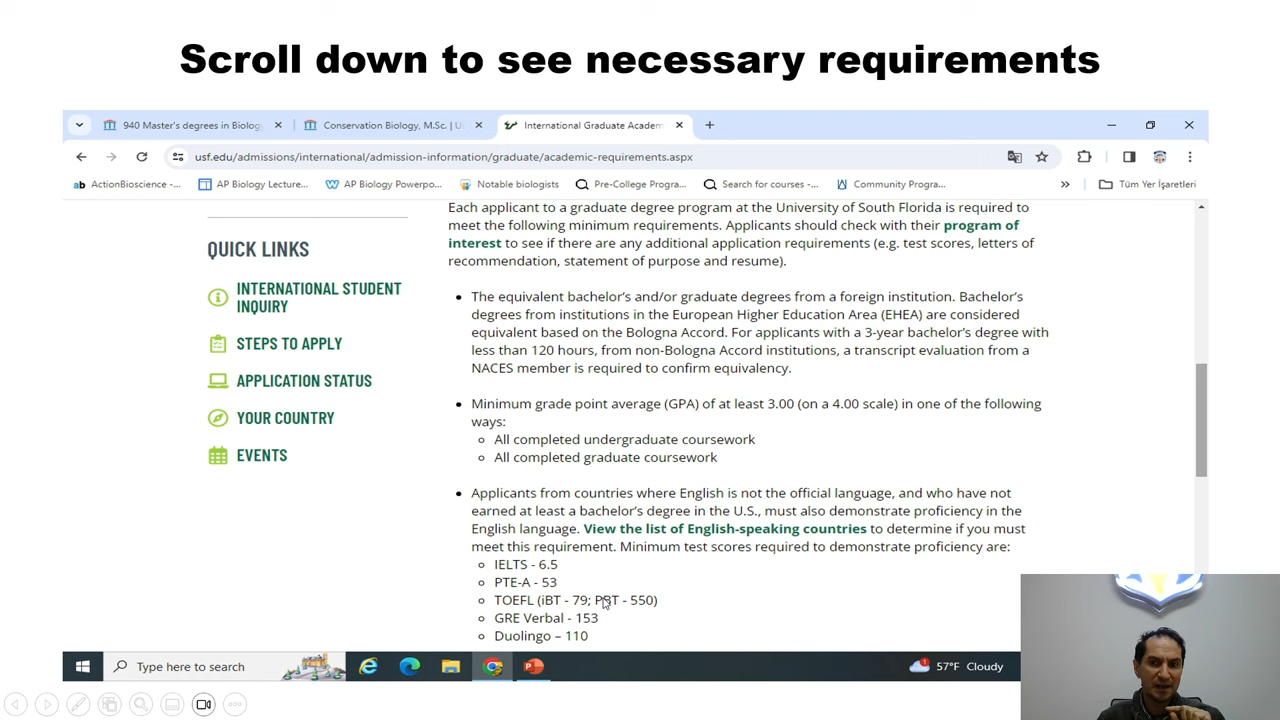 Scroll down to see necessary requirements
940 Master's degrees in Biolog
Conservation Biology, M.Sc. | U
International Graduate Academ
usf.edu/admissions/international/admission-information/graduate/academic-requirements.aspx
ab ActionBioscience -...
AP Biology Lecture...
AP Biology Powerpo...
Notable biologists
Pre-College Progra...
Search for courses -...
Community Progra...
»
Tüm Yer İşaretleri
QUICK LINKS
INTERNATIONAL STUDENT
INQUIRY
STEPS TO APPLY
APPLICATION STATUS
YOUR COUNTRY
EVENTS
Each applicant to a graduate degree program at the University of South Florida is required to
meet the following minimum requirements. Applicants should check with their program of
interest to see if there are any additional application requirements (e.g. test scores, letters of
recommendation, statement of purpose and resume).
The equivalent bachelor's and/or graduate degrees from a foreign institution. Bachelor's
degrees from institutions in the European Higher Education Area (EHEA) are considered
equivalent based on the Bologna Accord. For applicants with a 3-year bachelor's degree with
less than 120 hours, from non-Bologna Accord institutions, a transcript evaluation from a
NACES member is required to confirm equivalency.
Minimum grade point average (GPA) of at least 3.00 (on a 4.00 scale) in one of the following
ways:
All completed undergraduate coursework
All completed graduate coursework
Applicants from countries where English is not the official language, and who have not
earned at least a bachelor's degree in the U.S., must also demonstrate proficiency in the
English language. View the list of English-speaking countries to determine if you must
meet this requirement. Minimum test scores required to demonstrate proficiency are:
IELTS - 6.5
PTE-A - 53
TOEFL (iBT - 79; PBT - 550)
GRE Verbal - 153
Duolingo – 110
Type here to search
57°F Cloudy